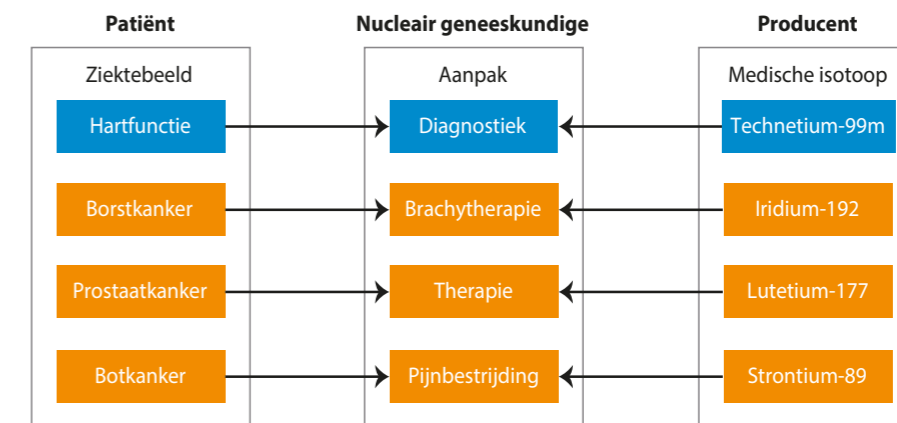 Patiënt Nucleair geneeskundige Producent
Ziektebeeld Aanpak Medische isotoop
Hartfunctie Diagnostiek Technetium-99m
Borstkanker Brachytherapie Iridium-192
Prostaatkanker Therapie Lutetium-177
Botkanker Pijnbestrijding Strontium-89